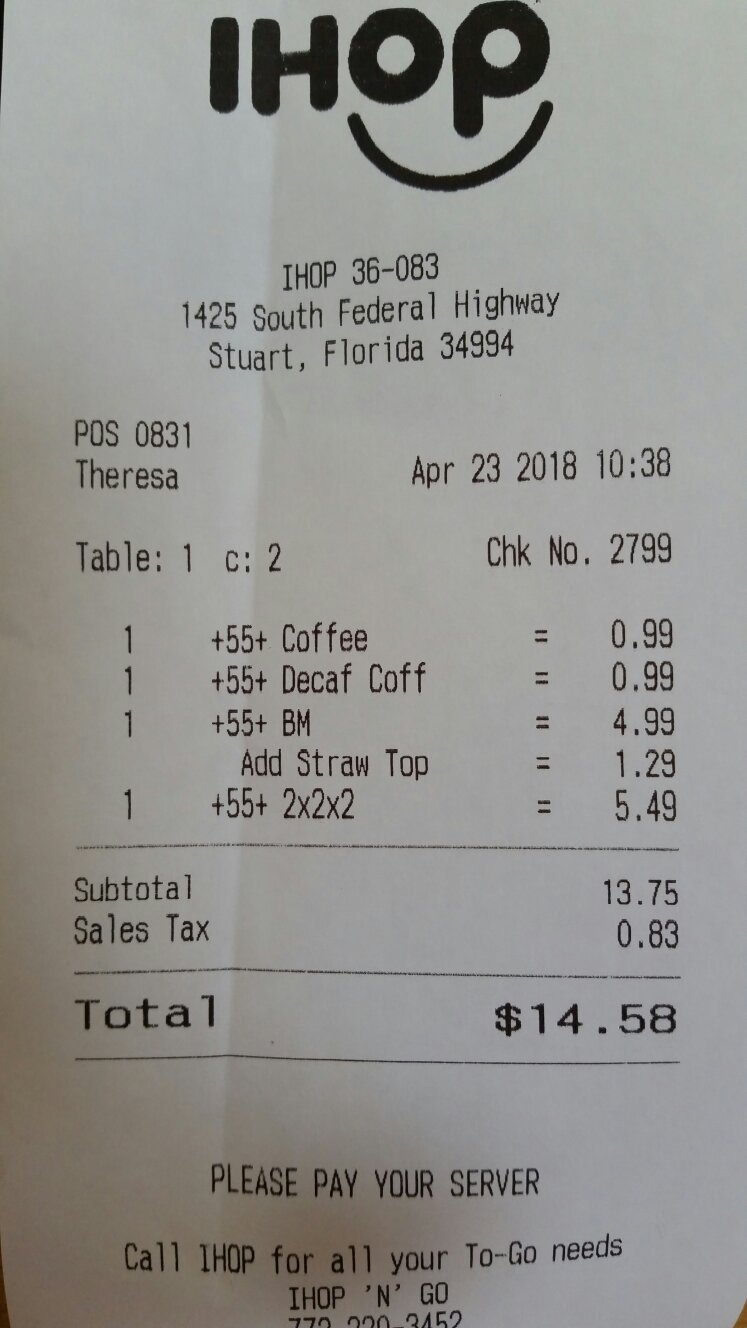 IHOP
IHOP 36-083
1425 South Federal Highway
Stuart, Florida 34994
POS 0831
Theresa Apr 23 2018 10:38
Table: 1 c: 2 Chk No. 2799
1 +55+ Coffee = 0.99
1 +55+ Decaf Coff = 0.99
1 +55+ BM = 4.99
Add Straw Top = 1.29
1 +55+ 2x2x2 = 5.49
Subtotal 13.75
Sales Tax 0.83
Total $14.58
PLEASE PAY YOUR SERVER
Call IHOP for all your To-Go needs
IHOP 'N' GO
772 220-3452